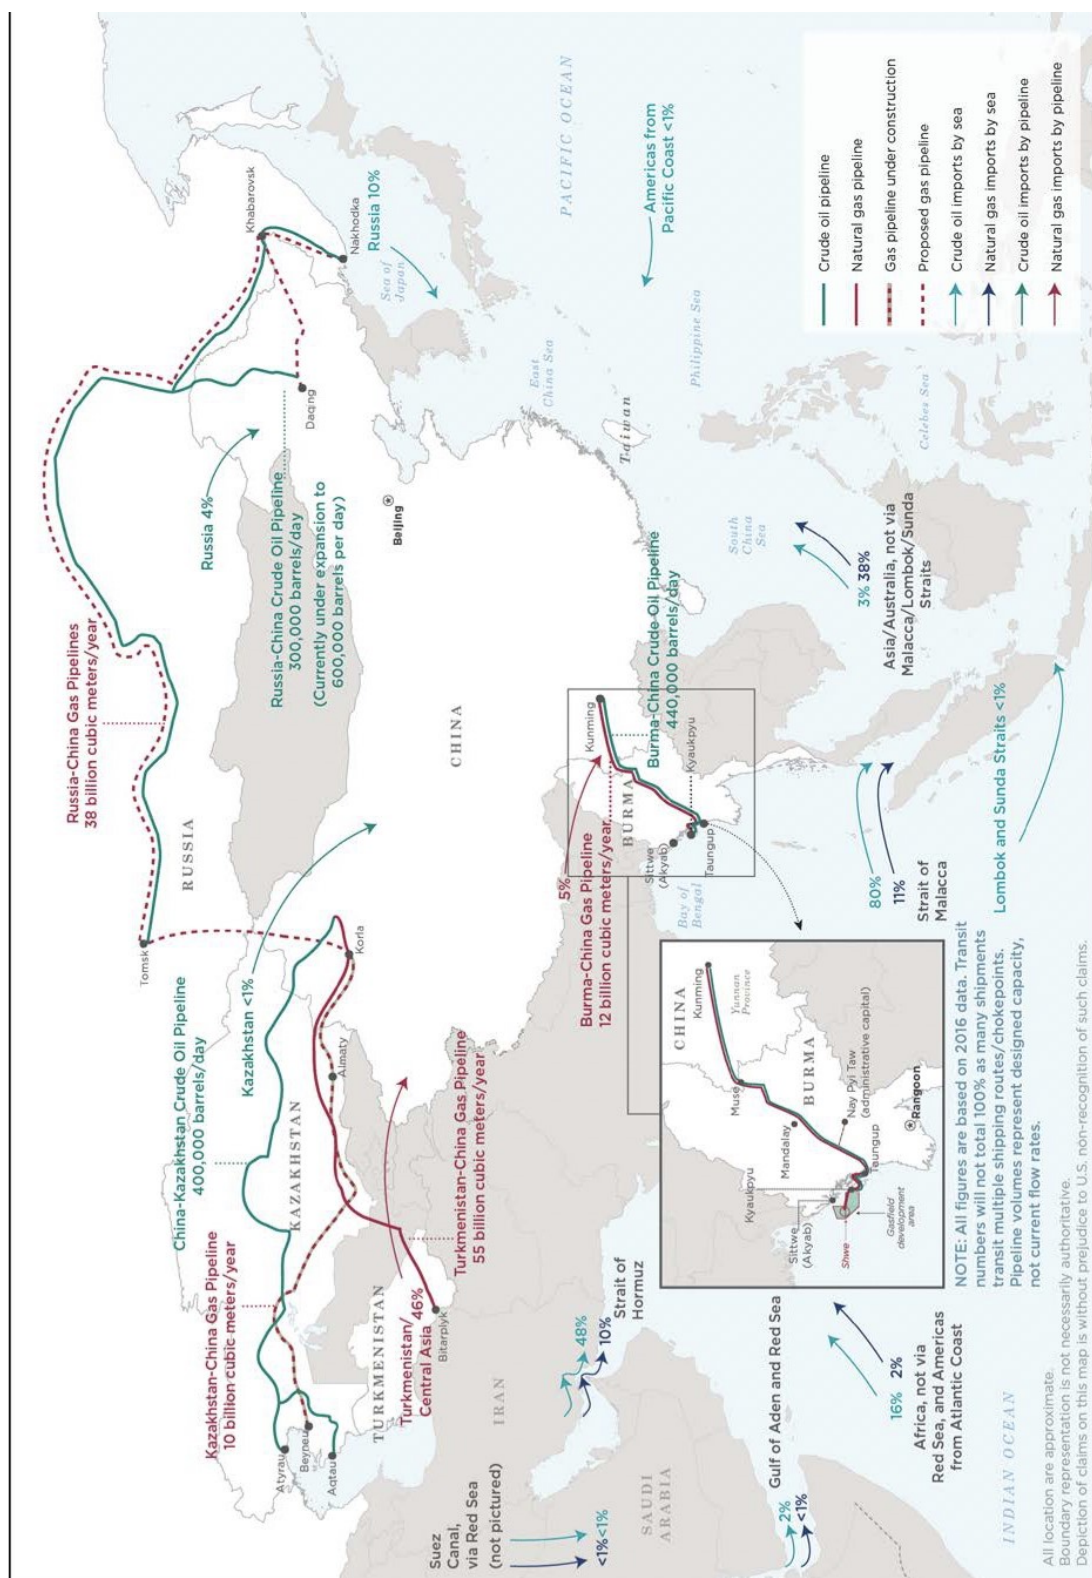 Russia-China Gas Pipelines
38 billion cubic meters/year
Tomsk
RUSSIA
Russia 4%
Russia-China Crude Oil Pipeline
300,000 barrels/day
(Currently under expansion to
600,000 barrels per day)
Khabarovsk
Nakhodka
Daqing
Russia 10%
Sea of
Japan
Kazakhstan-China Gas Pipeline
10 billion cubic meters/year
China-Kazakhstan Crude Oil Pipeline
400,000 barrels/day
Kazakhstan <1%
Atyrau
Beyneu
Aqtau
KAZAKHSTAN
Almaty
Korla
Beijing
CHINA
TURKMENISTAN
Turkmenistan/
Central Asia
46%
Bitarplyk
Turkmenistan-China Gas Pipeline
55 billion cubic meters/year
East
China Sea
PACIFIC OCEAN
Americas from
Pacific Coast <1%
Philippine Sea
Taiwan
Suez
Canal,
via Red Sea
(not pictured)
<1%
<1%
IRAN
48%
10%
Strait of
Hormuz
SAUDI
ARABIA
5%
Burma-China Gas Pipeline
12 billion cubic meters/year
Kunming
BURMA
Sittwe
(Akyab)
Kyaukpyu
Taungup
Burma-China Crude Oil Pipeline
440,000 barrels/day
Bay of
Bengal
South
China
Sea
Celebes Sea
Gulf of Aden and Red Sea
2%
<1%
CHINA
Kunming
Yunnan
Province
Muse
Mandalay
BURMA
Kyaukpyu
Nay Pyi Taw
(administrative capital)
Sittwe
(Akyab)
Shwe
Taungup
Gasfield
development
area
Rangoon
80%
11%
Strait of
Malacca
3% 38%
Asia/Australia, not via
Malacca/Lombok/Sunda
Straits
16% 2%
Africa, not via
Red Sea, and Americas
from Atlantic Coast
Lombok and Sunda Straits <1%
INDIAN OCEAN
NOTE: All figures are based on 2016 data. Transit
numbers will not total 100% as many shipments
transit multiple shipping routes/chokepoints.
Pipeline volumes represent designed capacity,
not current flow rates.
Crude oil pipeline
Natural gas pipeline
Gas pipeline under construction
Proposed gas pipeline
Crude oil imports by sea
Natural gas imports by sea
Crude oil imports by pipeline
Natural gas imports by pipeline
All location are approximate.
Boundary representation is not necessarily authoritative.
Depiction of claims on this map is without prejudice U.S. non-recognition of such claims.